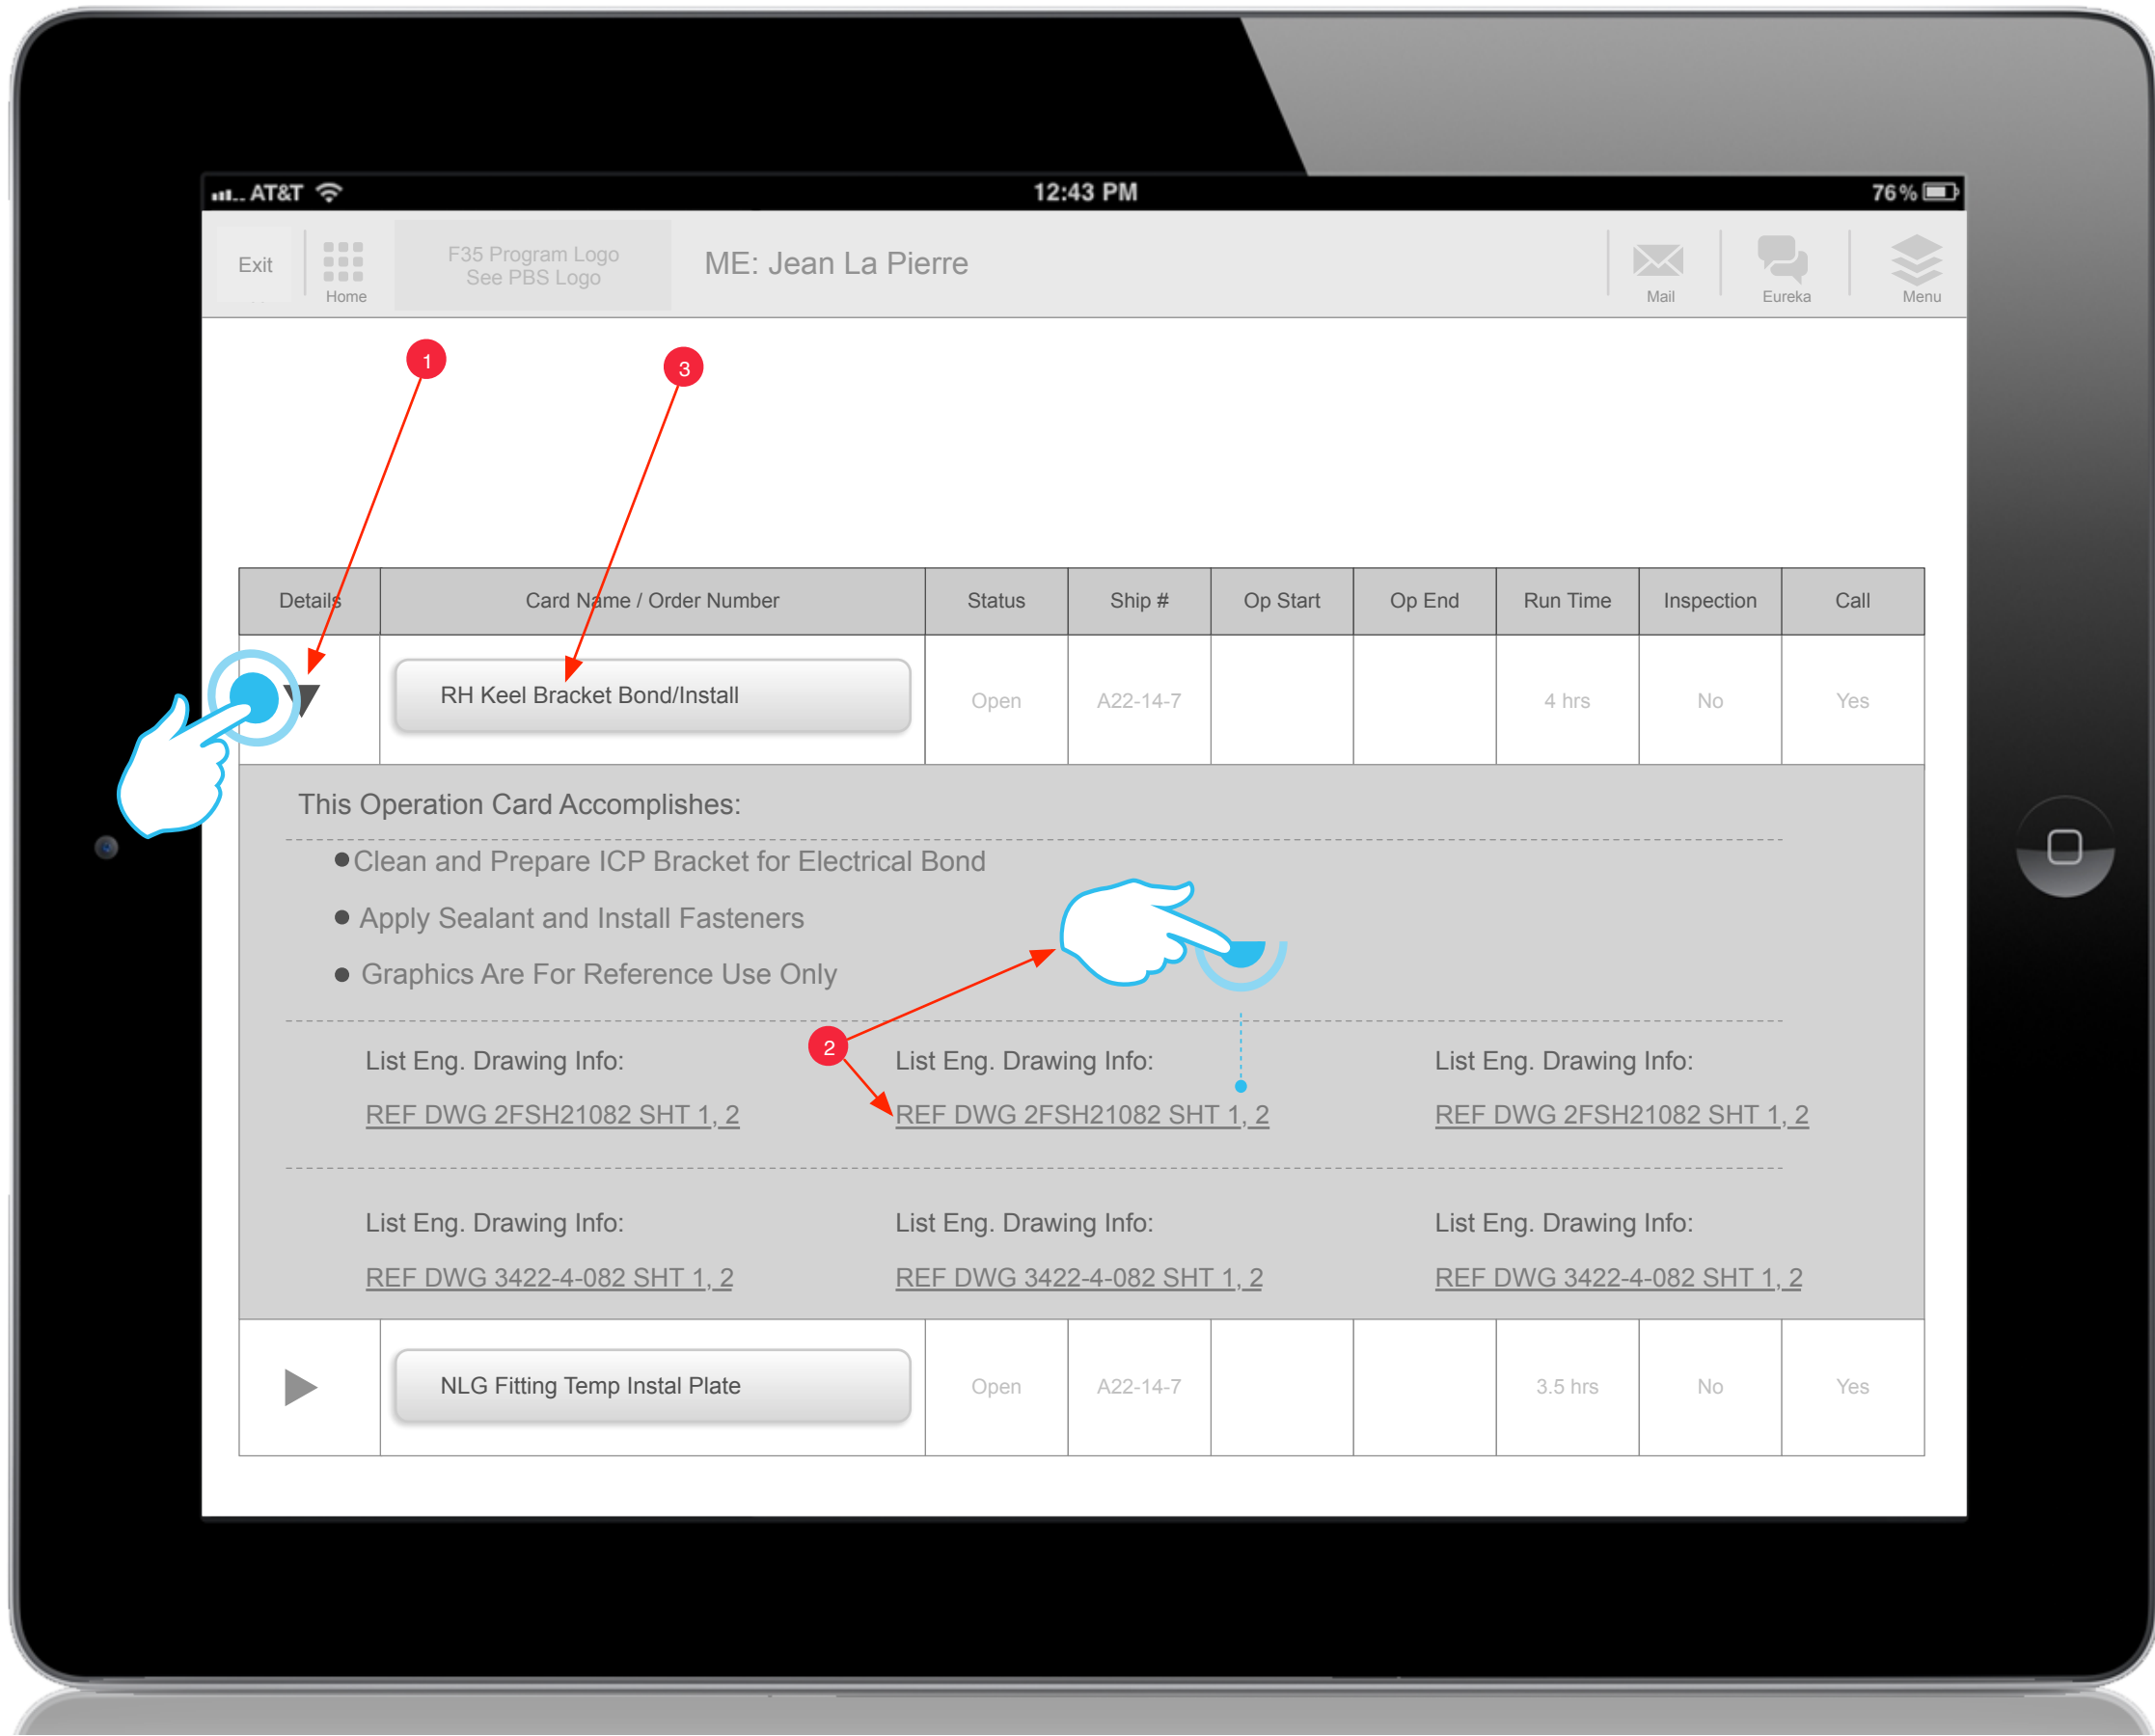 AT&T 12:43 PM 76%
Exit Home F35 Program Logo
See PBS Logo
ME: Jean La Pierre
Mail Eureka Menu
1 3
Details Card Name / Order Number Status Ship # Op Start Op End Run Time Inspection Call
RH Keel Bracket Bond/Install Open A22-14-7 4 hrs No Yes
This Operation Card Accomplishes:
Clean and Prepare ICP Bracket for Electrical Bond
Apply Sealant and Install Fasteners
Graphics Are For Reference Use Only
2
List Eng. Drawing Info: List Eng. Drawing Info: List Eng. Drawing Info:
REF DWG 2FSH21082 SHT 1, 2 REF DWG 2FSH21082 SHT 1, 2 REF DWG 2FSH21082 SHT 1, 2
List Eng. Drawing Info: List Eng. Drawing Info: List Eng. Drawing Info:
REF DWG 3422-4-082 SHT 1, 2 REF DWG 3422-4-082 SHT 1, 2 REF DWG 3422-4-082 SHT 1, 2
NLG Fitting Temp Instal Plate Open A22-14-7 3.5 hrs No Yes